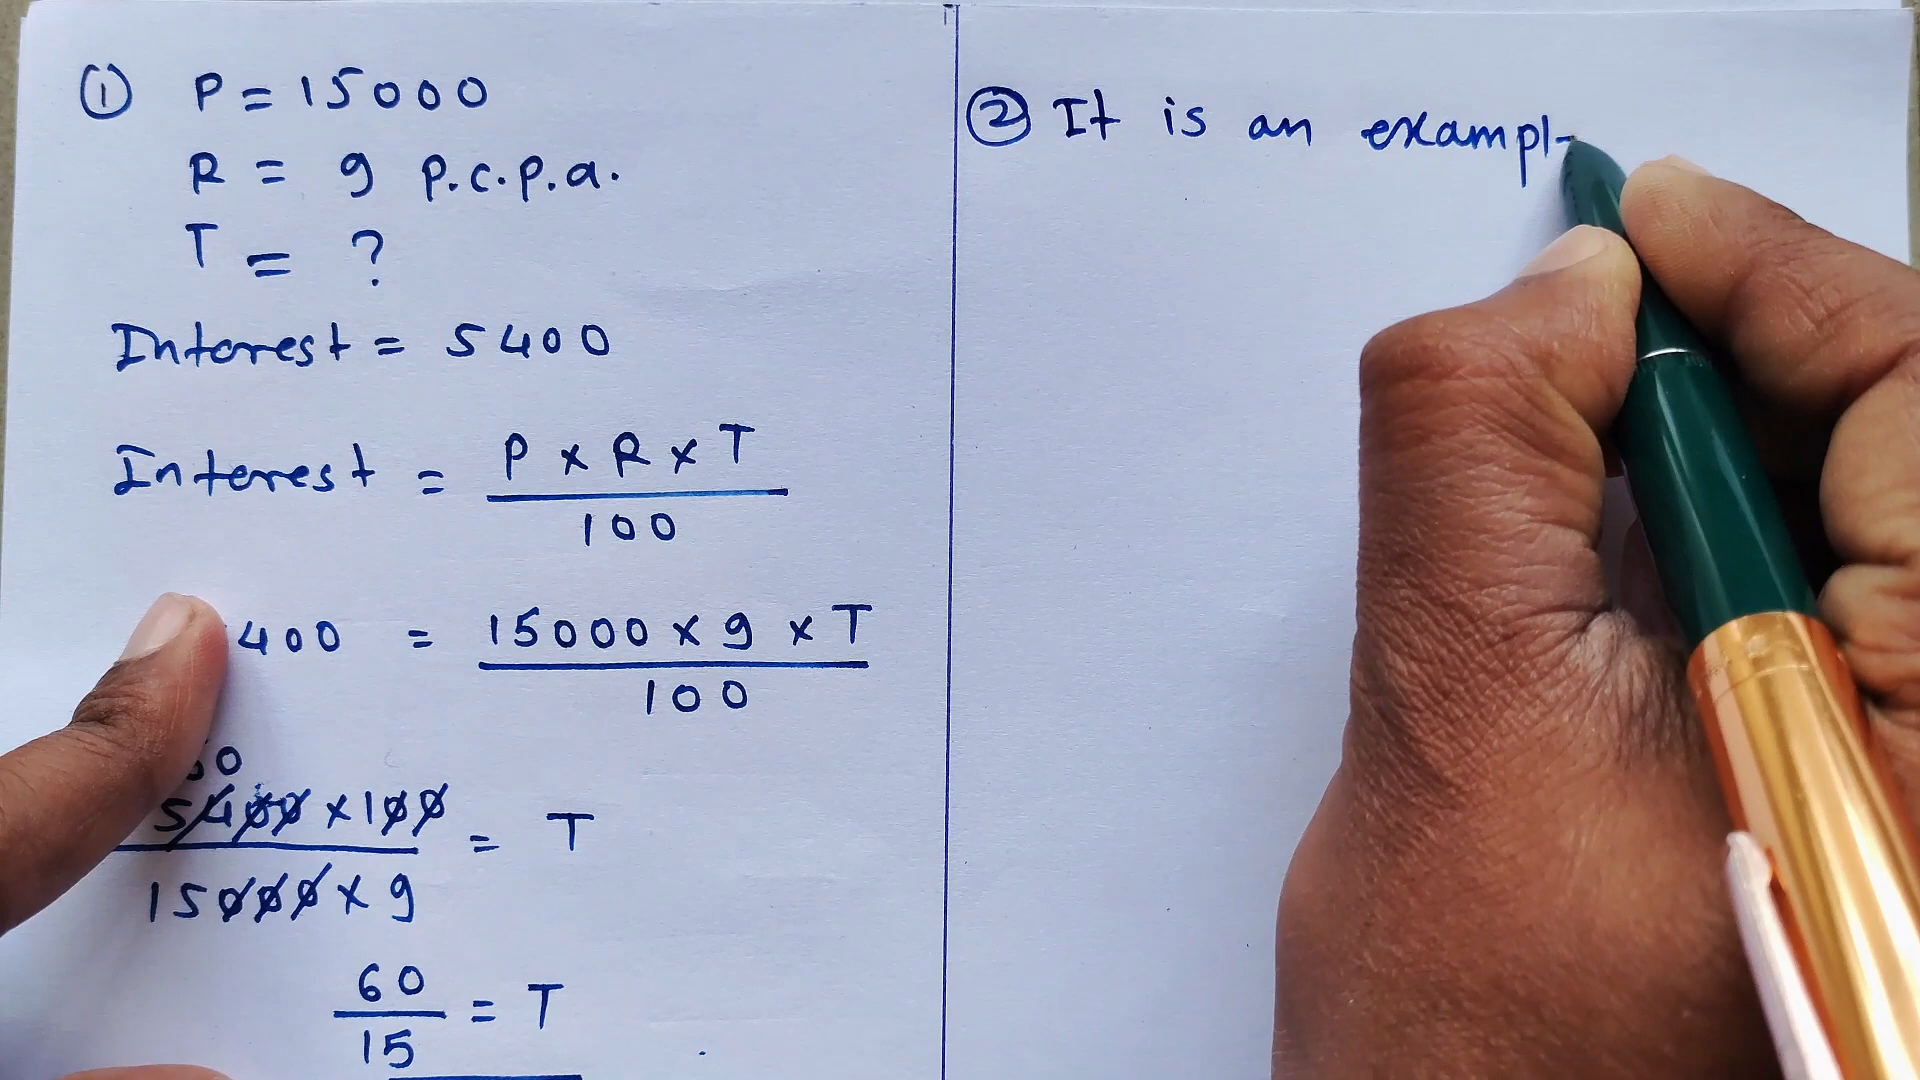 ① P = 15000
R = 9 p.c.p.a.
T = ?
Interest = 5400
Interest = P × R × T
100
400 = 15000 × 9 × T
100
0
5400 × 100 = T
15000 × 9
60 = T
15
② It is an exampl